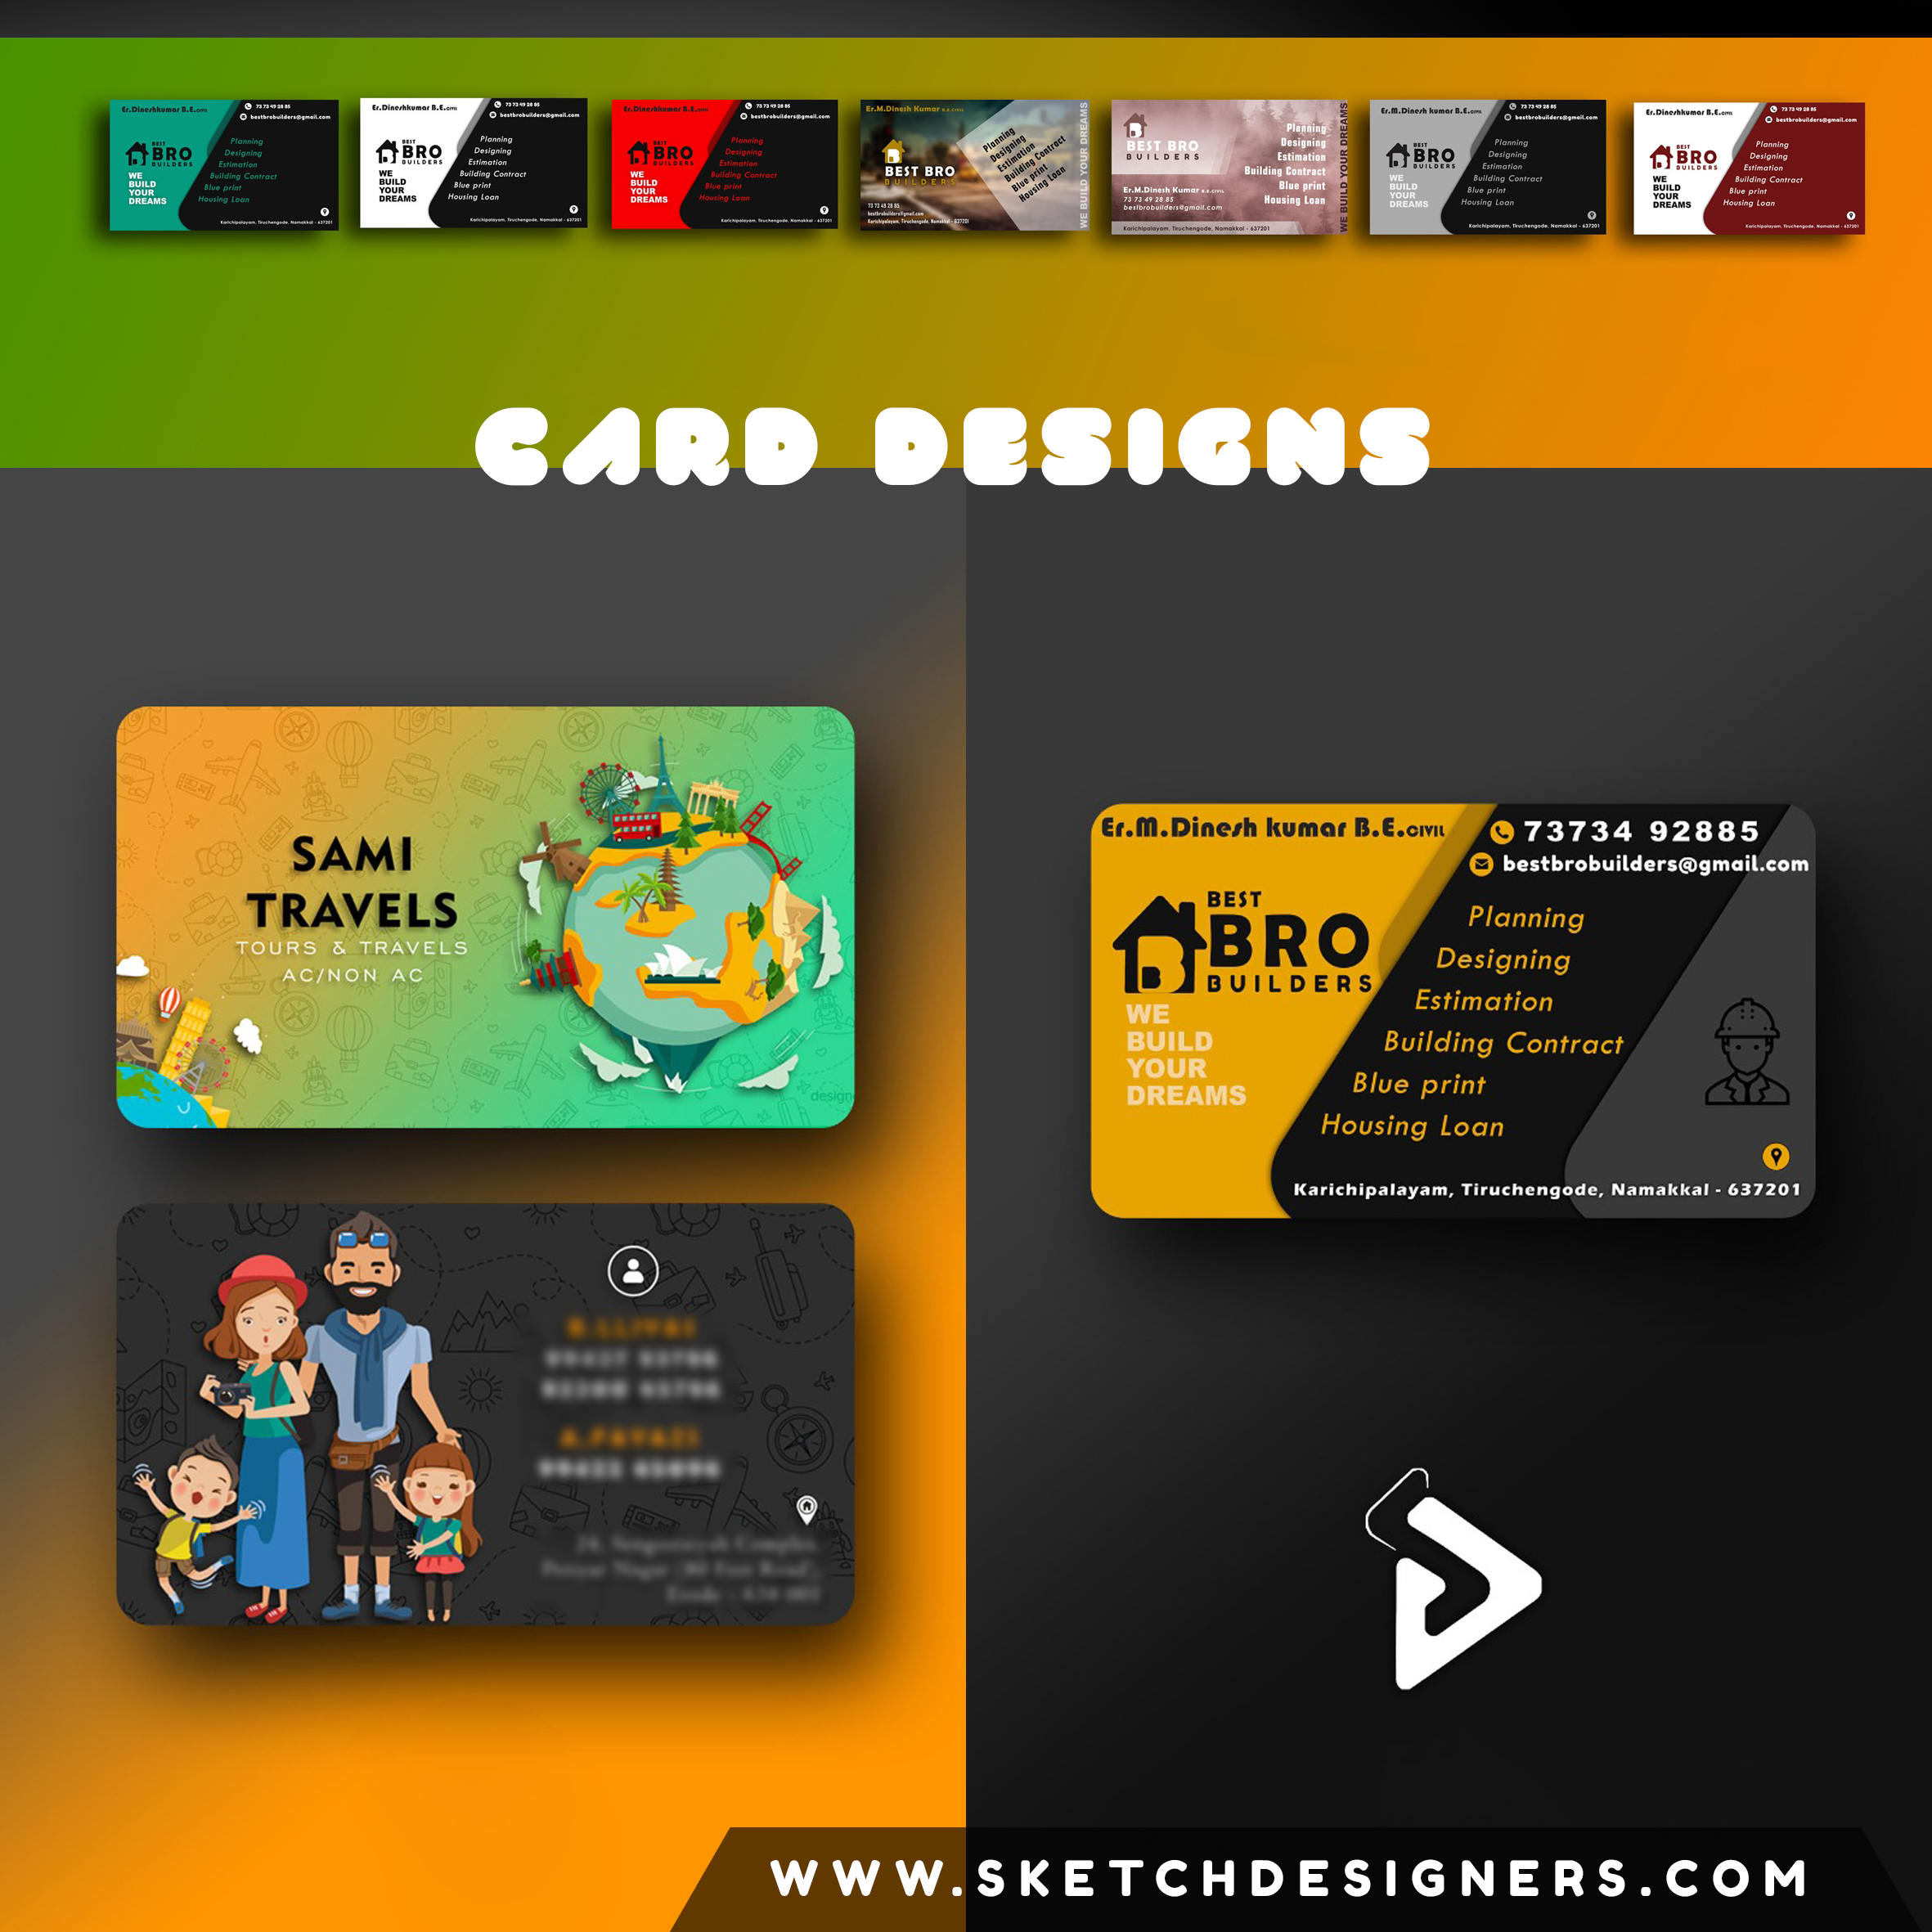 Er.Dineshkumar B.E.CIVIL
73 73 49 28 85
bestbrobuilders@gmail.com
BEST
BRO
BUILDERS
WE
BUILD
YOUR
DREAMS
Planning
Designing
Estimation
Building Contract
Blue print
Housing Loan
Karichipalayam, Tiruchengode, Namakkal - 637201
Er.Dineshkumar B.E.CIVIL
73 73 49 28 85
bestbrobuilders@gmail.com
BEST
BRO
BUILDERS
WE
BUILD
YOUR
DREAMS
Planning
Designing
Estimation
Building Contract
Blue print
Housing Loan
Karichipalayam, Tiruchengode, Namakkal - 637201
Er.Dineshkumar B.E.CIVIL
73 73 49 28 85
bestbrobuilders@gmail.com
BEST
BRO
BUILDERS
WE
BUILD
YOUR
DREAMS
Planning
Designing
Estimation
Building Contract
Blue print
Housing Loan
Karichipalayam, Tiruchengode, Namakkal - 637201
Er.M.Dinesh Kumar B.E.CIVIL
BEST BRO
BUILDERS
73 73 49 28 85
bestbrobuilders@gmail.com
Karichipalayam, Tiruchengode, Namakkal - 637201
Planning
Designing
Estimation
Building Contract
Blue print
Housing Loan
WE BUILD YOUR DREAMS
BEST BRO
BUILDERS
Er.M.Dinesh Kumar B.E.CIVIL
73 73 49 28 85
bestbrobuilders@gmail.com
Planning
Designing
Estimation
Building Contract
Blue print
Housing Loan
Karichipalayam, Tiruchengode, Namakkal - 637201
WE BUILD YOUR DREAMS
Er.M.Dinesh kumar B.E.CIVIL
73 73 49 28 85
bestbrobuilders@gmail.com
BEST
BRO
BUILDERS
WE
BUILD
YOUR
DREAMS
Planning
Designing
Estimation
Building Contract
Blue print
Housing Loan
Karichipalayam, Tiruchengode, Namakkal - 637201
Er.Dineshkumar B.E.CIVIL
73 73 49 28 85
bestbrobuilders@gmail.com
BEST
BRO
BUILDERS
WE
BUILD
YOUR
DREAMS
Planning
Designing
Estimation
Building Contract
Blue print
Housing Loan
Karichipalayam, Tiruchengode, Namakkal - 637201
CARD DESIGNS
SAMI
TRAVELS
TOURS & TRAVELS
AC/NON AC
Er.M.Dinesh kumar B.E.CIVIL
73734 92885
bestbrobuilders@gmail.com
BEST
BRO
BUILDERS
WE
BUILD
YOUR
DREAMS
Planning
Designing
Estimation
Building Contract
Blue print
Housing Loan
Karichipalayam, Tiruchengode, Namakkal - 637201
WWW.SKETCHDESIGNERS.COM